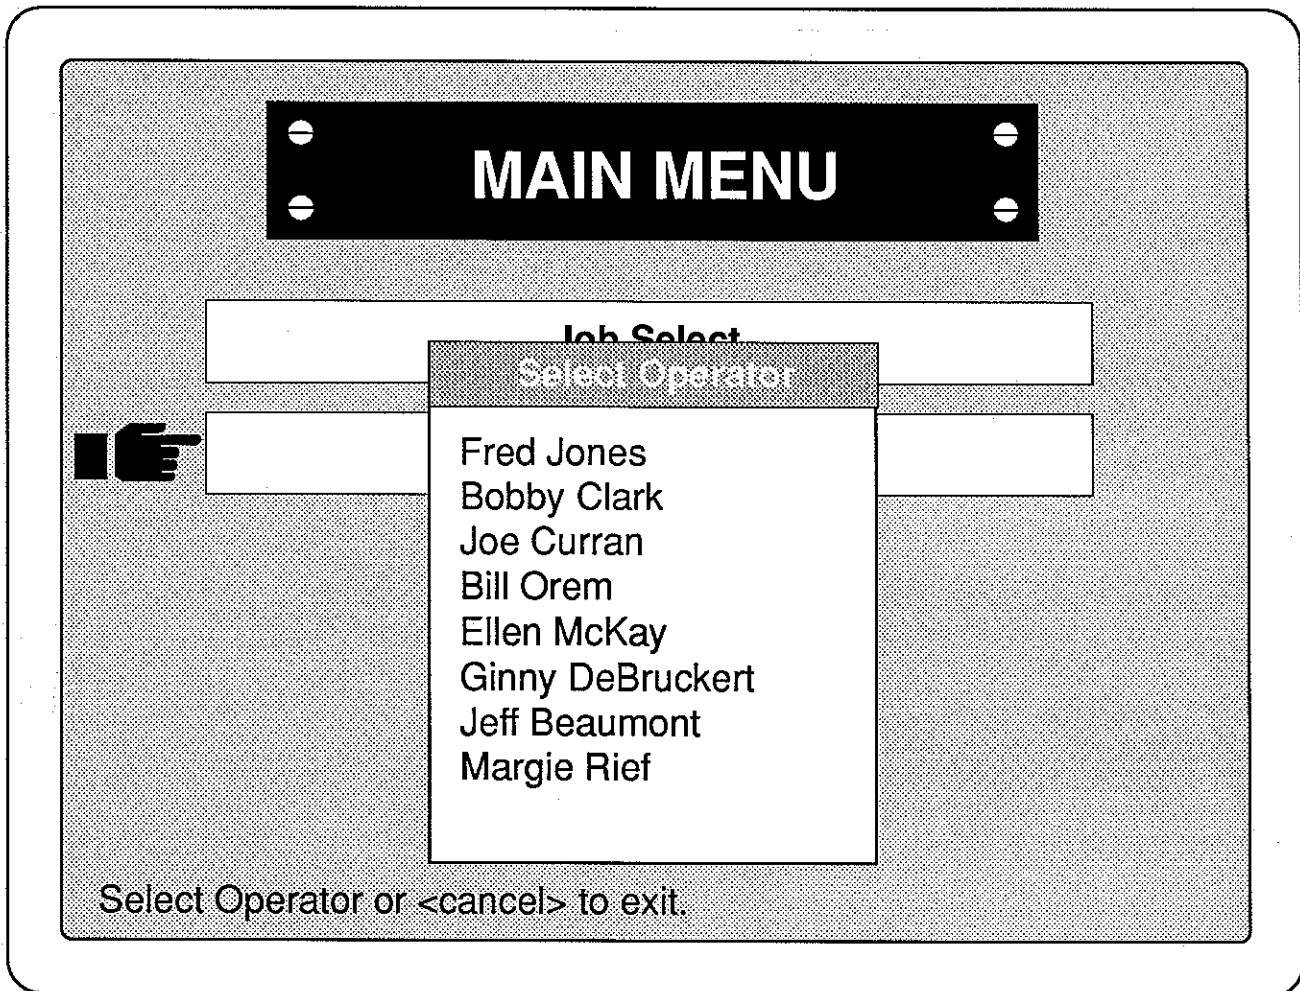 MAIN MENU
Job Select
Select Operator
Fred Jones
Bobby Clark
Joe Curran
Bill Orem
Ellen McKay
Ginny DeBruckert
Jeff Beaumont
Margie Rief
Select Operator or <cancel> to exit.